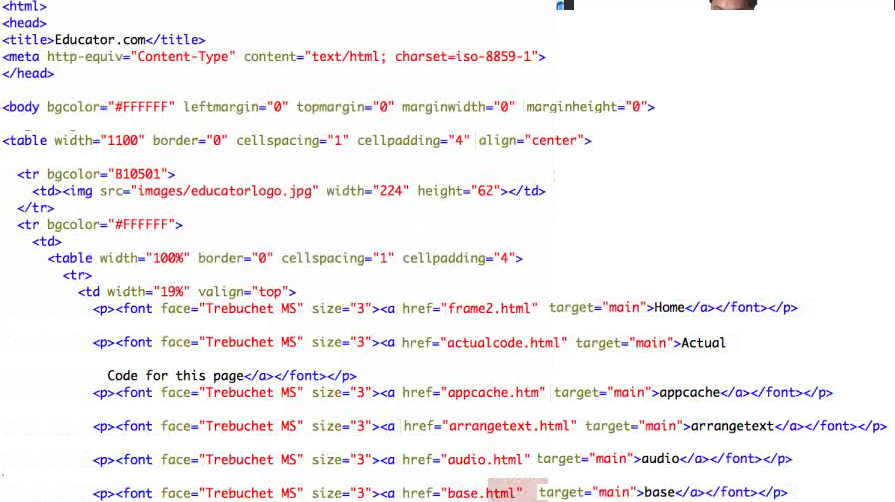 <html>
<head>
<title>Educator.com</title>
<meta http-equiv="Content-Type" content="text/html; charset=iso-8859-1">
</head>
<body bgcolor="#FFFFFF" leftmargin="0" topmargin="0" marginwidth="0" marginheight="0">
<table width="1100" border="0" cellspacing="1" cellpadding="4" align="center">
<tr bgcolor="B10501">
<td><img src="images/educatorlogo.jpg" width="224" height="62"></td>
</tr>
<tr bgcolor="#FFFFFF">
<td>
<table width="100%" border="0" cellspacing="1" cellpadding="4">
<tr>
<td width="19%" valign="top">
<p><font face="Trebuchet MS" size="3"><a href="frame2.html" target="main">Home</a></font></p>
<p><font face="Trebuchet MS" size="3"><a href="actualcode.html" target="main">Actual
Code for this page</a></font></p>
<p><font face="Trebuchet MS" size="3"><a href="appcache.htm" target="main">appcache</a></font></p>
<p><font face="Trebuchet MS" size="3"><a href="arrangetext.html" target="main">arrangetext</a></font></p>
<p><font face="Trebuchet MS" size="3"><a href="audio.html" target="main">audio</a></font></p>
<p><font face="Trebuchet MS" size="3"><a href="base.html" target="main">base</a></font></p>